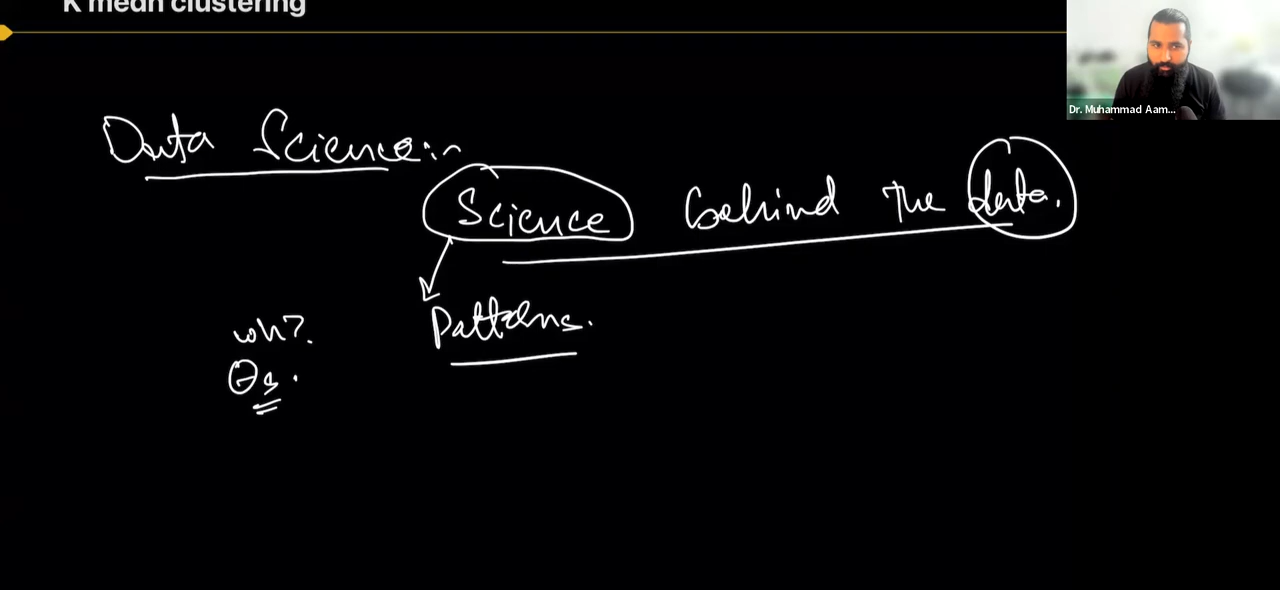 K mean clustering
Dr. Muhammad Aam...
Data Science:-
Science behind the data.
Patterns.
wh?
Qs.